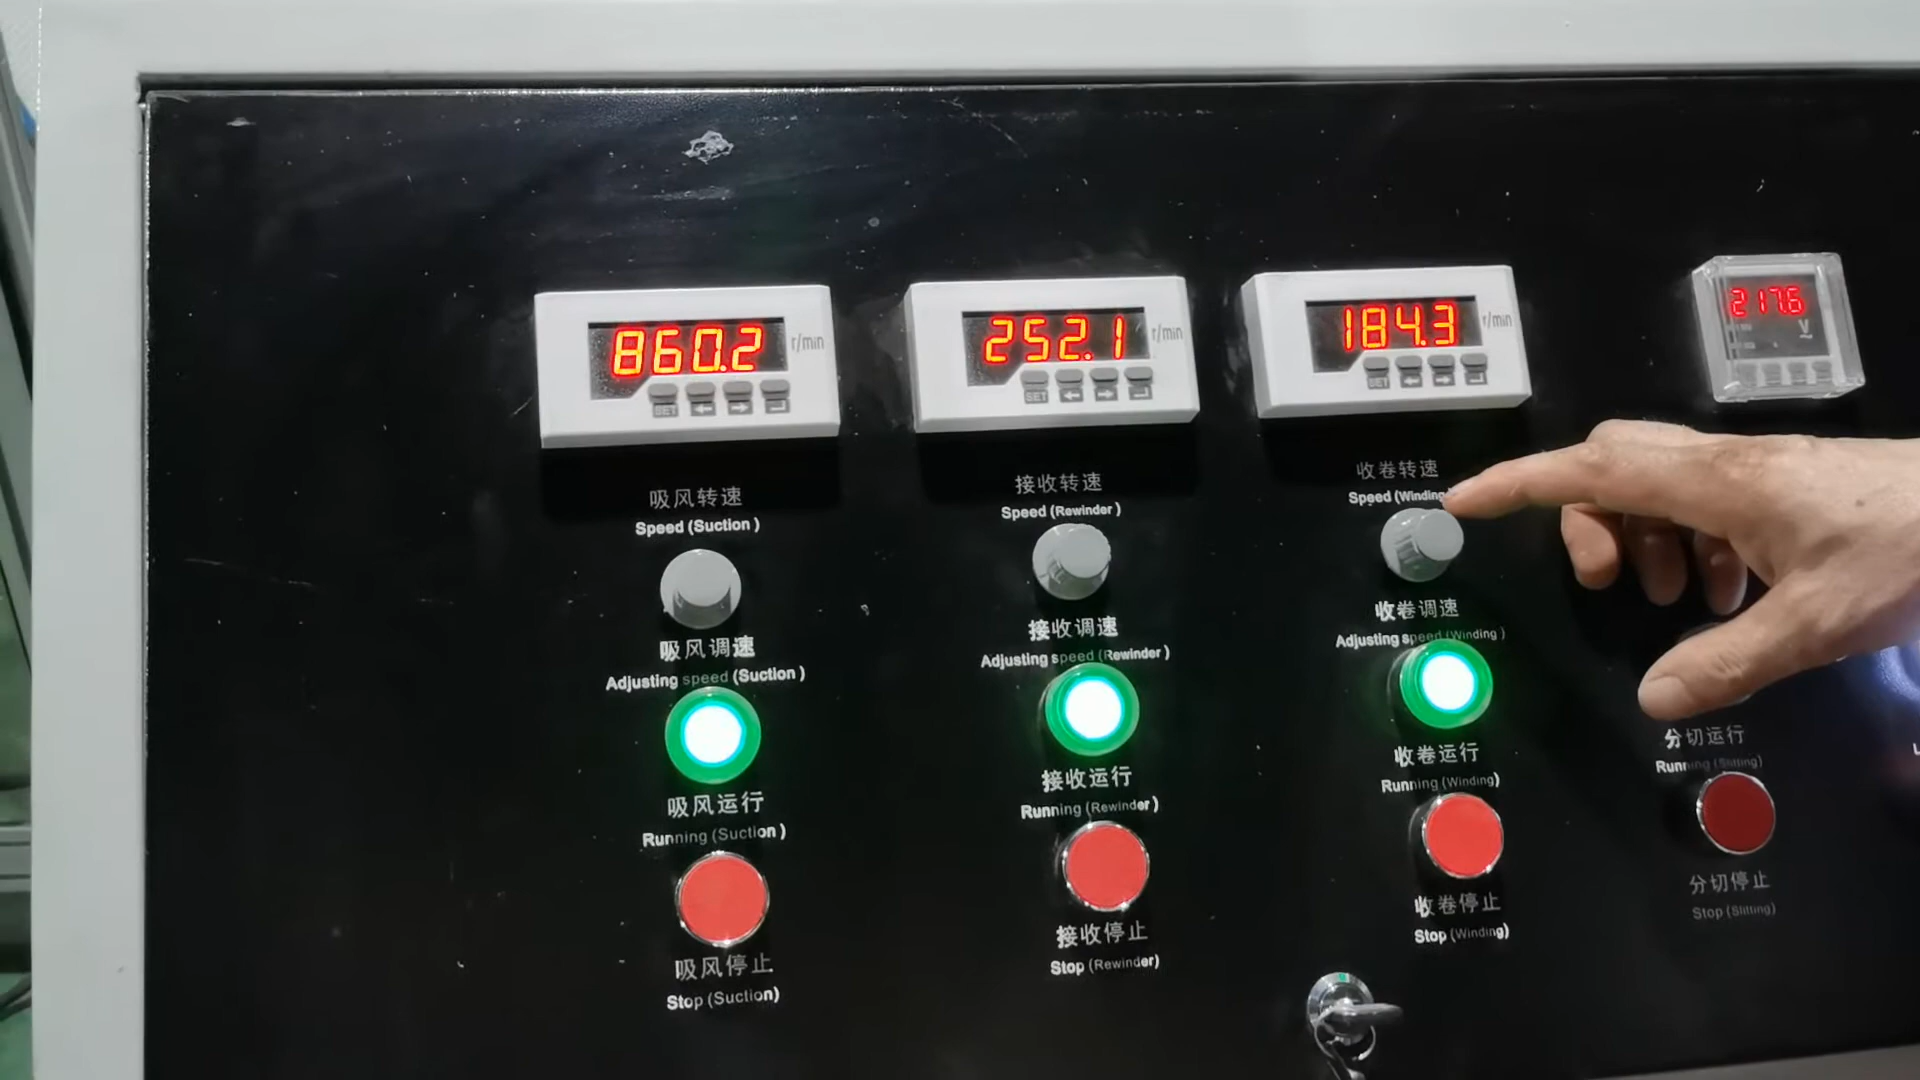 860.2 r/min
SET
252.1 r/min
SET
184.3 r/min
SET
217.6
V
吸风转速
Speed (Suction)
接收转速
Speed (Rewinder)
收卷转速
Speed (Winding
吸风调速
Adjusting speed (Suction)
接收调速
Adjusting speed (Rewinder)
收卷调速
Adjusting speed (Winding)
吸风运行
Running (Suction)
接收运行
Running (Rewinder)
收卷运行
Running (Winding)
分切运行
Running (Slitting)
吸风停止
Stop (Suction)
接收停止
Stop (Rewinder)
收卷停止
Stop (Winding)
分切停止
Stop (Slitting)